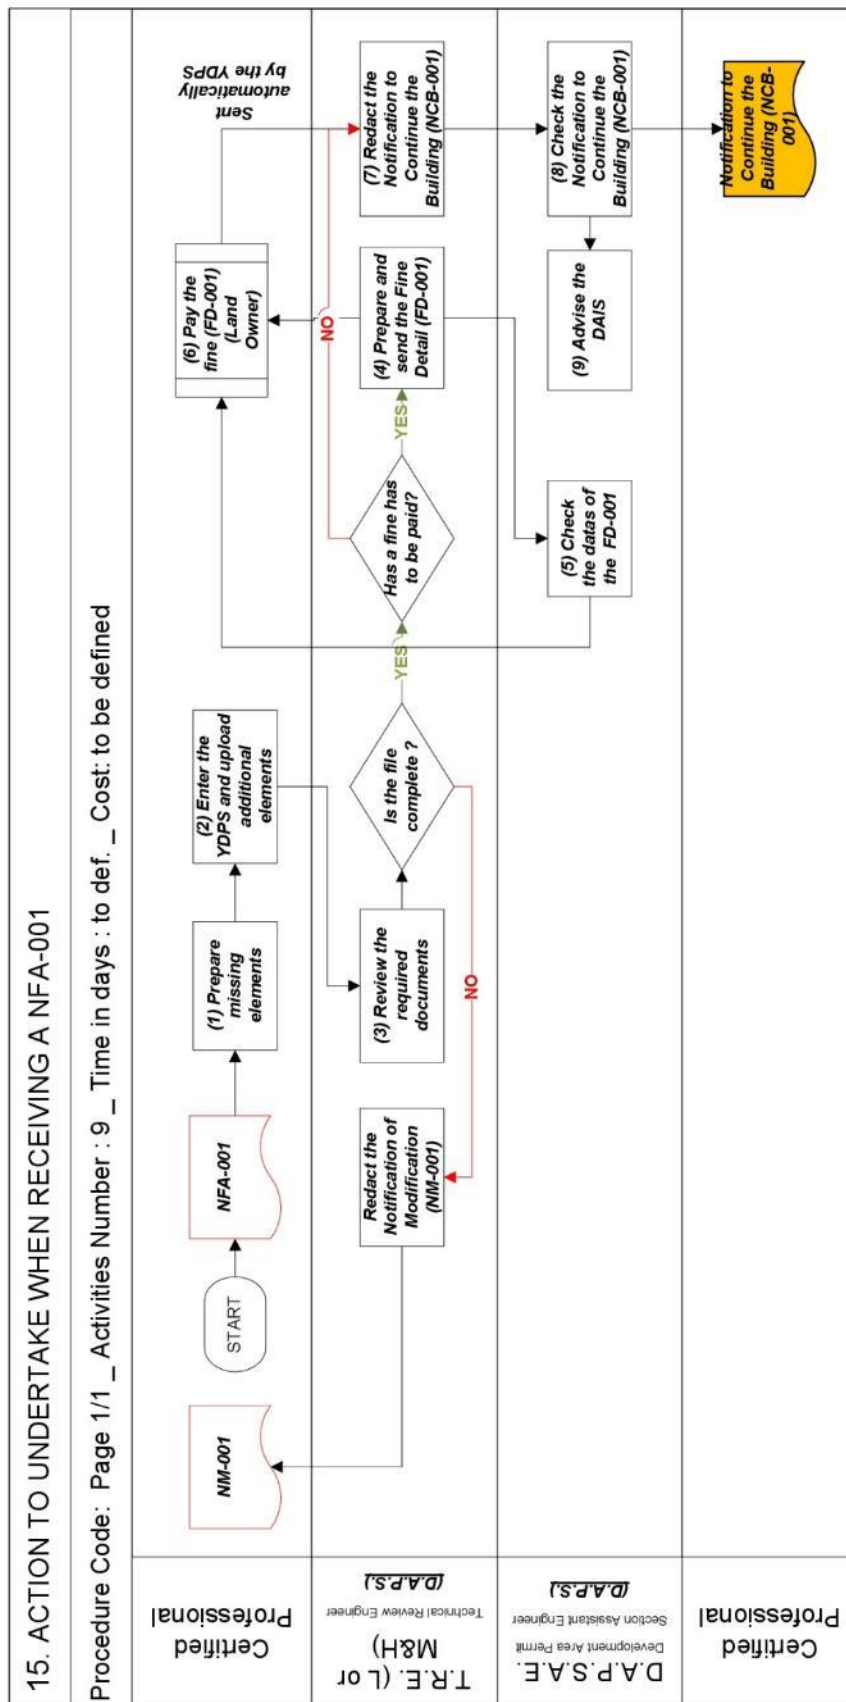 15. ACTION TO UNDERTAKE WHEN RECEIVING A NFA-001
Procedure Code: Page 1/1 _ Activities Number : 9 _ Time in days : to def. _ Cost: to be defined
Certified
Professional
NM-001
START
NFA-001
(1) Prepare
missing
elements
(2) Enter the
YDPS and upload
additional
elements
(6) Pay the
fine (FD-001)
(Land
Owner)
Sent
automatically
by the YDPS
T.R.E. (L or
M&H)
Technical Review Engineer
(D.A.P.S.)
Redact the
Notification of
Modification
(NM-001)
NO
(3) Review the
required
documents
Is the file
complete ?
YES
Has a fine has
to be paid?
YES
NO
(4) Prepare and
send the Fine
Detail (FD-001)
(7) Redact the
Notification to
Continue the
Building (NCB-001)
D.A.P.S.A.E.
Development Area Permit
Section Assistant Engineer
(D.A.P.S.)
(5) Check
the datas of
the FD-001
(9) Advise the
DAIS
(8) Check the
Notification to
Continue the
Building (NCB-001)
Certified
Professional
Notification to
Continue the
Building (NCB-
001)